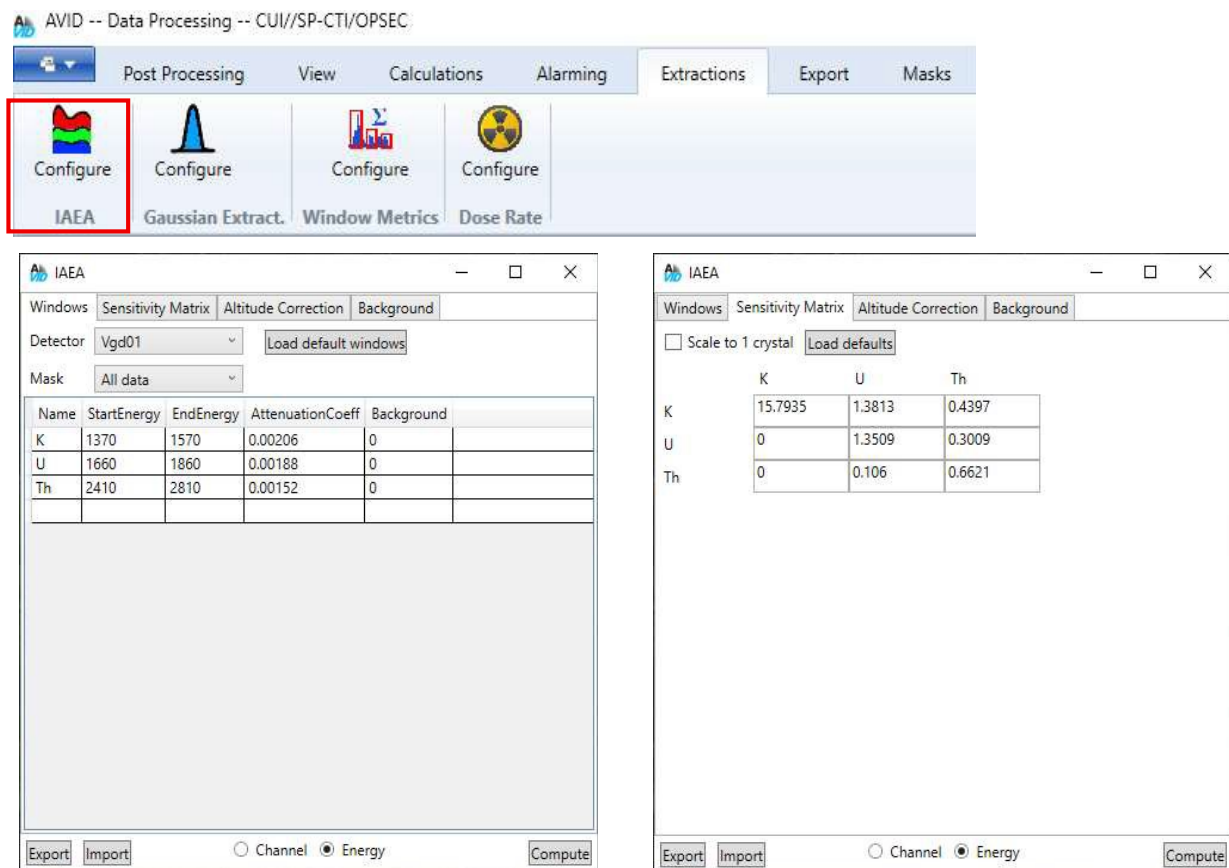 AVID -- Data Processing -- CUI//SP-CTI/OPSEC
Post Processing View Calculations Alarming Extractions Export Masks
Configure Configure Configure Configure
IAEA Gaussian Extract. Window Metrics Dose Rate
IAEA
Windows Sensitivity Matrix Altitude Correction Background
Detector Vgd01 Load default windows
Mask All data
Name StartEnergy EndEnergy AttenuationCoeff Background
K 1370 1570 0.00206 0
U 1660 1860 0.00188 0
Th 2410 2810 0.00152 0
Export Import Channel Energy Compute
IAEA
Windows Sensitivity Matrix Altitude Correction Background
Scale to 1 crystal Load defaults
K U Th
K 15.7935 1.3813 0.4397
U 0 1.3509 0.3009
Th 0 0.106 0.6621
Export Import Channel Energy Compute